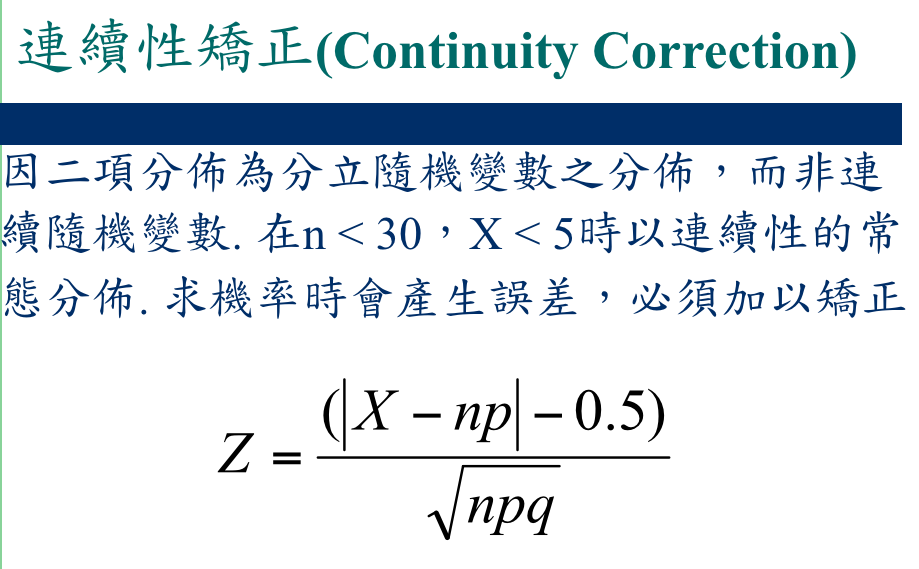 連續性矯正(Continuity Correction)
因二項分佈為分立隨機變數之分佈，而非連
續隨機變數. 在n < 30，X < 5時以連續性的常
態分佈. 求機率時會產生誤差，必須加以矯正
Z = (|X − np| − 0.5) / √npq